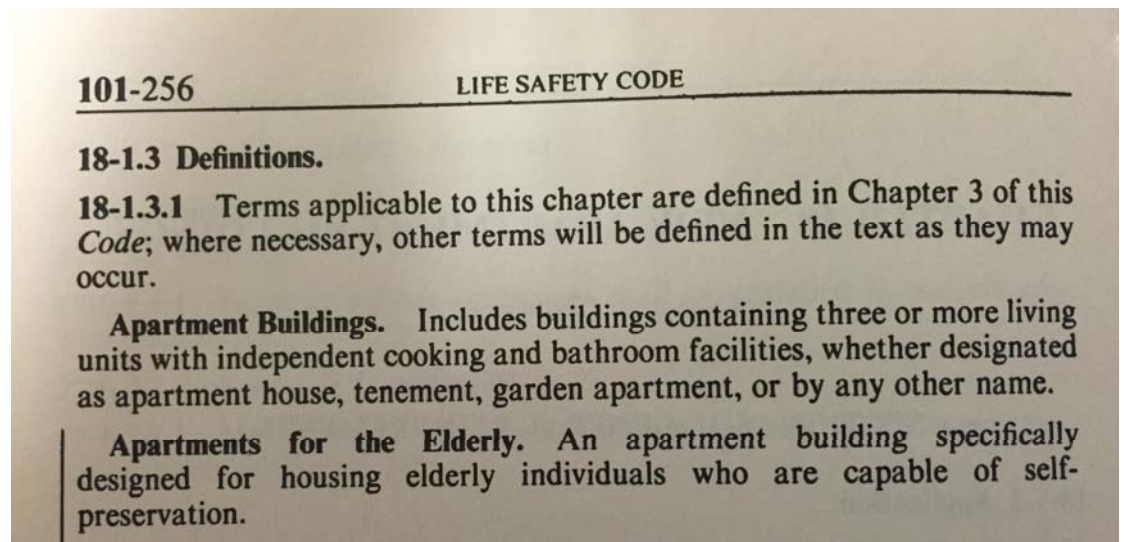 101-256 LIFE SAFETY CODE
18-1.3 Definitions.
18-1.3.1 Terms applicable to this chapter are defined in Chapter 3 of this
Code; where necessary, other terms will be defined in the text as they may
occur.
Apartment Buildings. Includes buildings containing three or more living
units with independent cooking and bathroom facilities, whether designated
as apartment house, tenement, garden apartment, or by any other name.
Apartments for the Elderly. An apartment building specifically
designed for housing elderly individuals who are capable of self-
preservation.